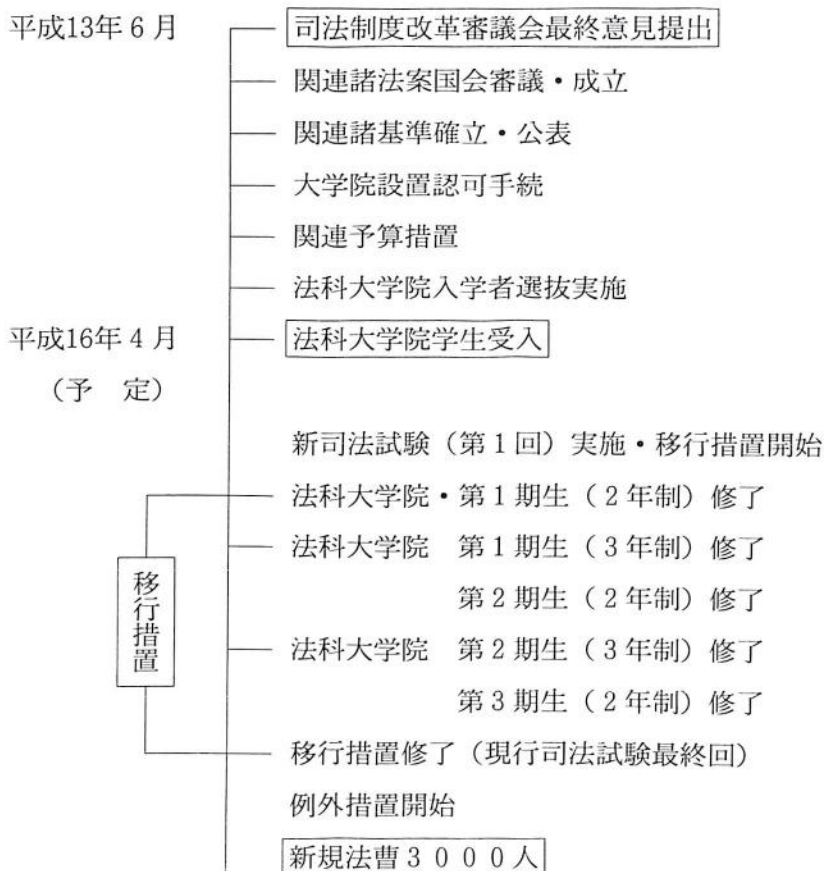 平成13年6月 司法制度改革審議会最終意見提出
関連諸法案国会審議・成立
関連諸基準確立・公表
大学院設置認可手続
関連予算措置
法科大学院入学者選抜実施
平成16年4月 法科大学院学生受入
(予 定)
新司法試験(第1回)実施・移行措置開始
法科大学院・第1期生(2年制)修了
法科大学院 第1期生(3年制)修了
第2期生(2年制)修了
移行措置
法科大学院 第2期生(3年制)修了
第3期生(2年制)修了
移行措置修了(現行司法試験最終回)
例外措置開始
新規法曹3000人